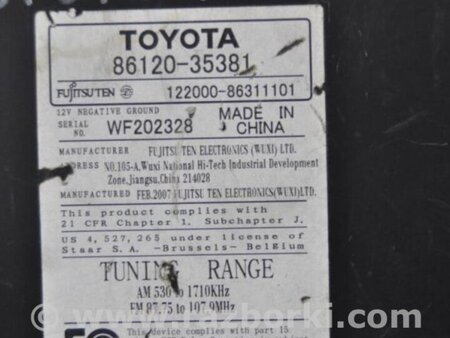 TOYOTA
86120-35381
FUJITSU TEN 122000-86311101
12V NEGATIVE GROUND
SERIAL NO. WF202328 MADE IN CHINA
MANUFACTURER FUJITSU TEN ELECTRONICS (WUXI) LTD.
ADDRESS NO.105-A,Wuxi National Hi-Tech Industrial Development
Zone,Jiangsu,China 214028
MANUFACTURED FEB.2007 FUJITSU TEN ELECTRONICS(WUXI)LTD.
This product complies with
21 CFR Chapter 1. Subchapter J.
US 4,527,265 under license of
Staar S.A. -Brussels- Belgium
TUNING RANGE
AM 530 to 1710KHz
FM 87.75 to 107.9MHz
This device complies with part 15
razborki.com